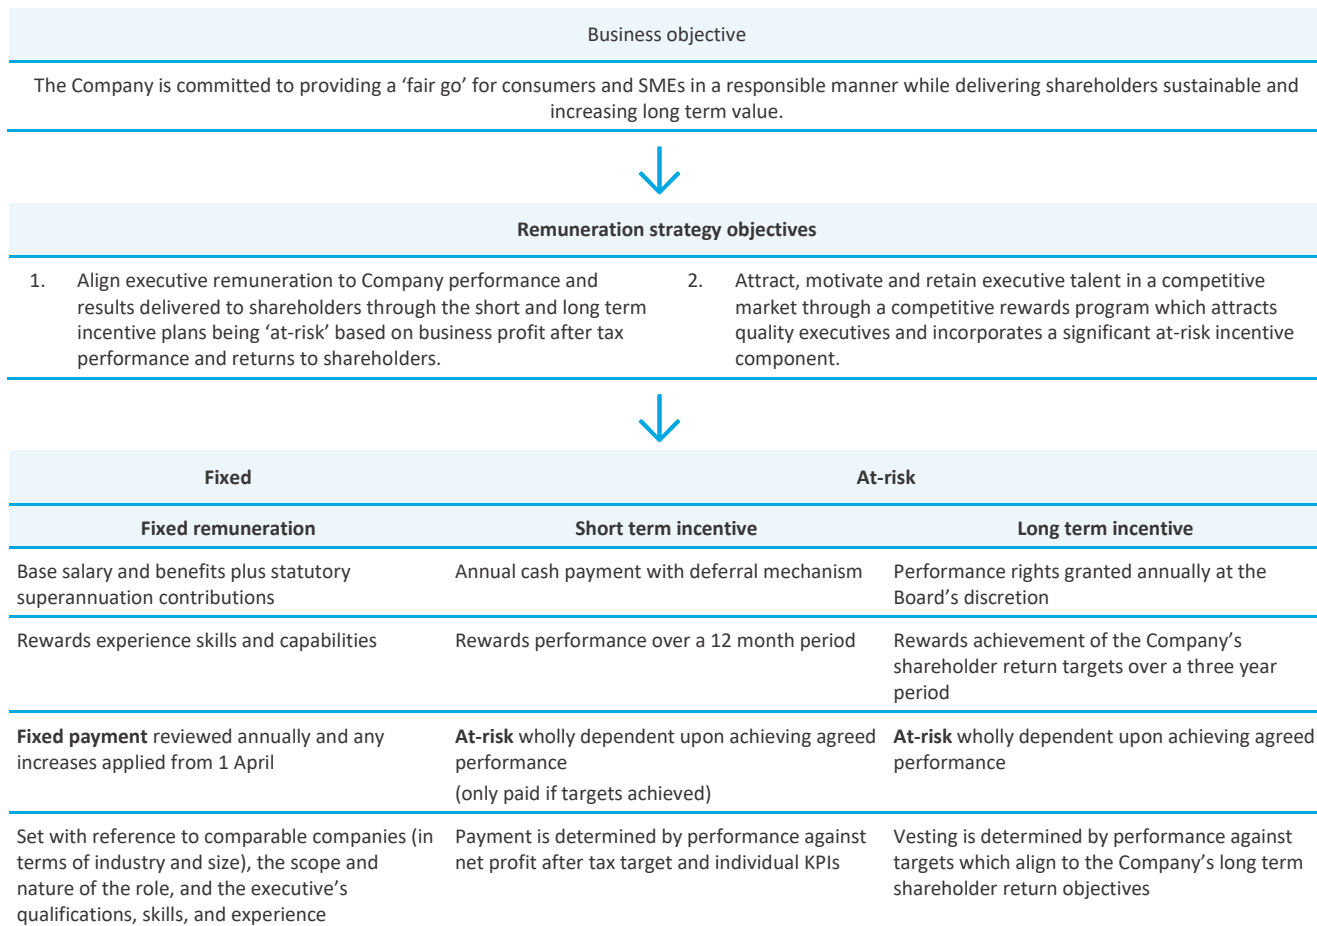 Business objective
The Company is committed to providing a ‘fair go’ for consumers and SMEs in a responsible manner while delivering shareholders sustainable and
increasing long term value.
Remuneration strategy objectives
1. Align executive remuneration to Company performance and
results delivered to shareholders through the short and long term
incentive plans being ‘at-risk’ based on business profit after tax
performance and returns to shareholders.
2. Attract, motivate and retain executive talent in a competitive
market through a competitive rewards program which attracts
quality executives and incorporates a significant at-risk incentive
component.
Fixed
At-risk
Fixed remuneration
Short term incentive
Long term incentive
Base salary and benefits plus statutory
superannuation contributions
Annual cash payment with deferral mechanism
Performance rights granted annually at the
Board’s discretion
Rewards experience skills and capabilities
Rewards performance over a 12 month period
Rewards achievement of the Company’s
shareholder return targets over a three year
period
Fixed payment reviewed annually and any
increases applied from 1 April
At-risk wholly dependent upon achieving agreed
performance
(only paid if targets achieved)
At-risk wholly dependent upon achieving agreed
performance
Set with reference to comparable companies (in
terms of industry and size), the scope and
nature of the role, and the executive’s
qualifications, skills, and experience
Payment is determined by performance against
net profit after tax target and individual KPIs
Vesting is determined by performance against
targets which align to the Company’s long term
shareholder return objectives